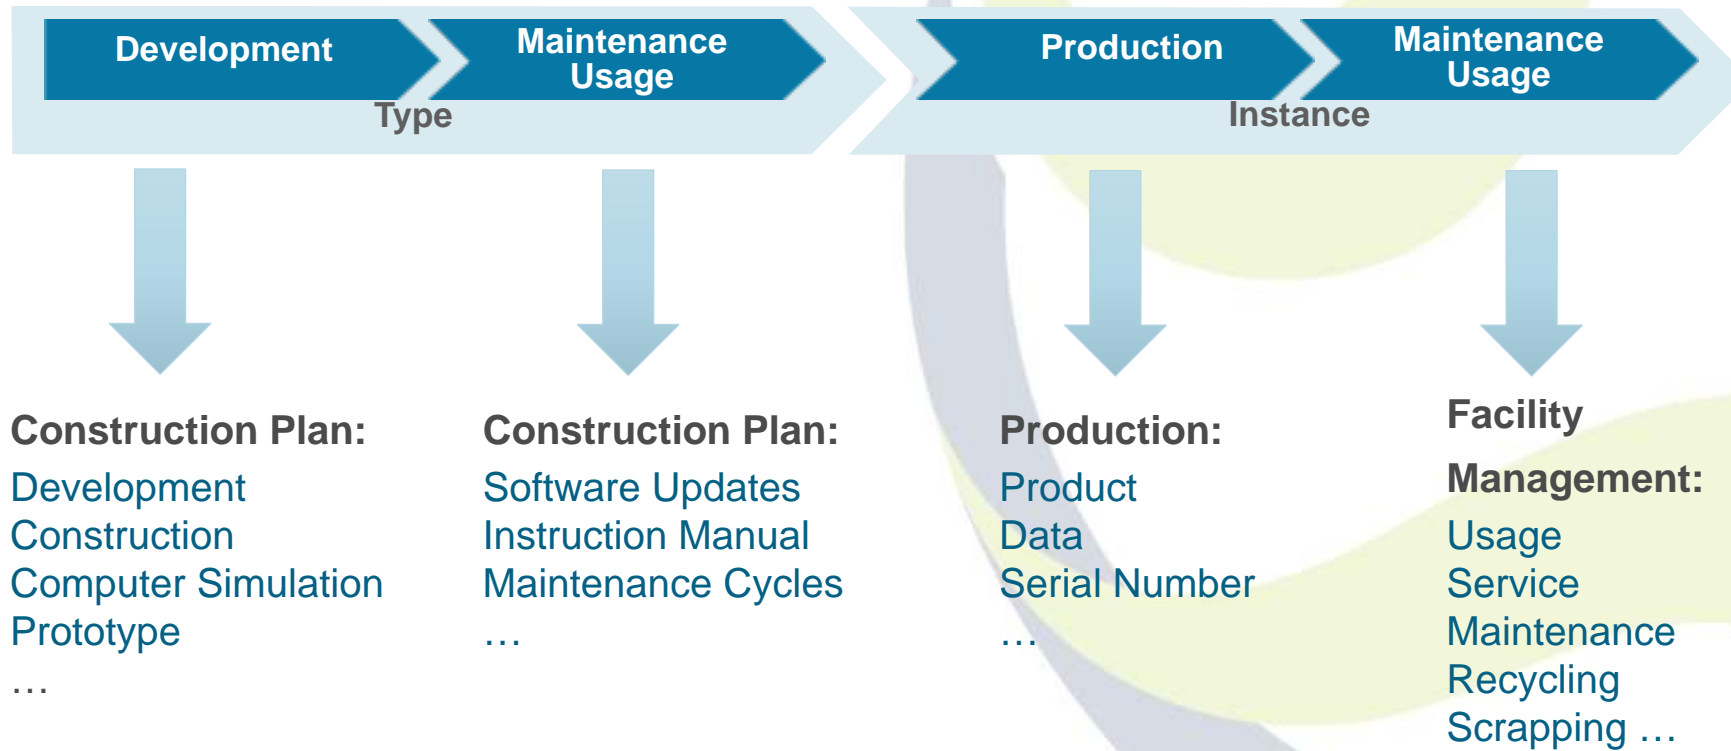 Development
Maintenance
Usage
Type
Production
Maintenance
Usage
Instance
Construction Plan:
Development
Construction
Computer Simulation
Prototype
…
Construction Plan:
Software Updates
Instruction Manual
Maintenance Cycles
…
Production:
Product
Data
Serial Number
…
Facility
Management:
Usage
Service
Maintenance
Recycling
Scrapping …